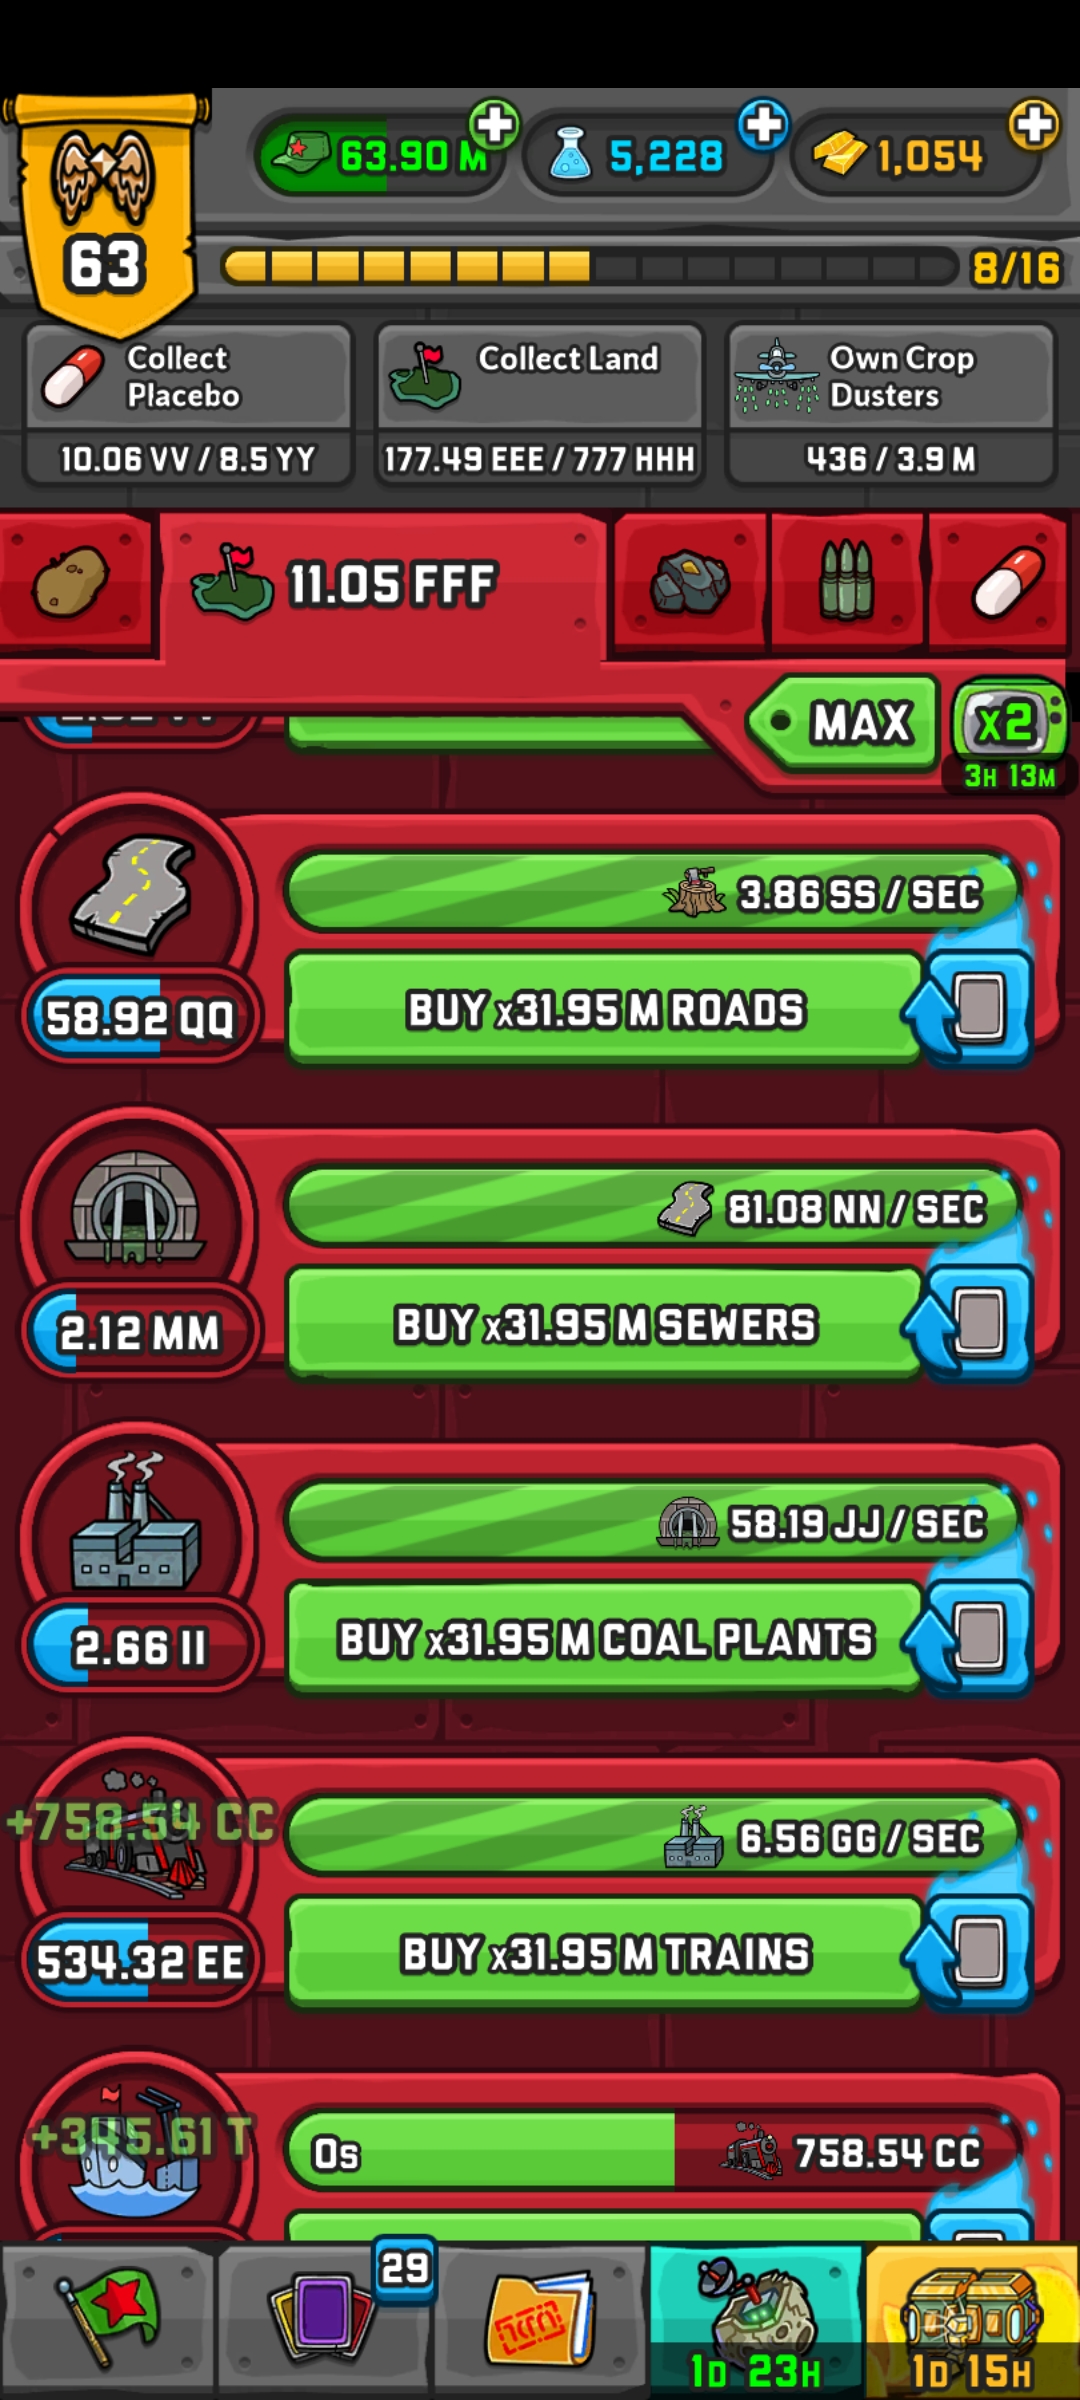 63.90 M
5,228
1,054
63
8/16
Collect
Placebo
10.06 VV / 8.5 YY
Collect Land
177.49 EEE / 777 HHH
Own Crop
Dusters
436 / 3.9 M
11.05 FFF
MAX
x2
3H 13M
3.86 SS / SEC
58.92 QQ
BUY x31.95 M ROADS
81.08 NN / SEC
2.12 MM
BUY x31.95 M SEWERS
58.19 JJ / SEC
2.66 II
BUY x31.95 M COAL PLANTS
+758.54 CC
6.56 GG / SEC
534.32 EE
BUY x31.95 M TRAINS
+345.61 T
0s
758.54 CC
29
1D 23H
1D 15H